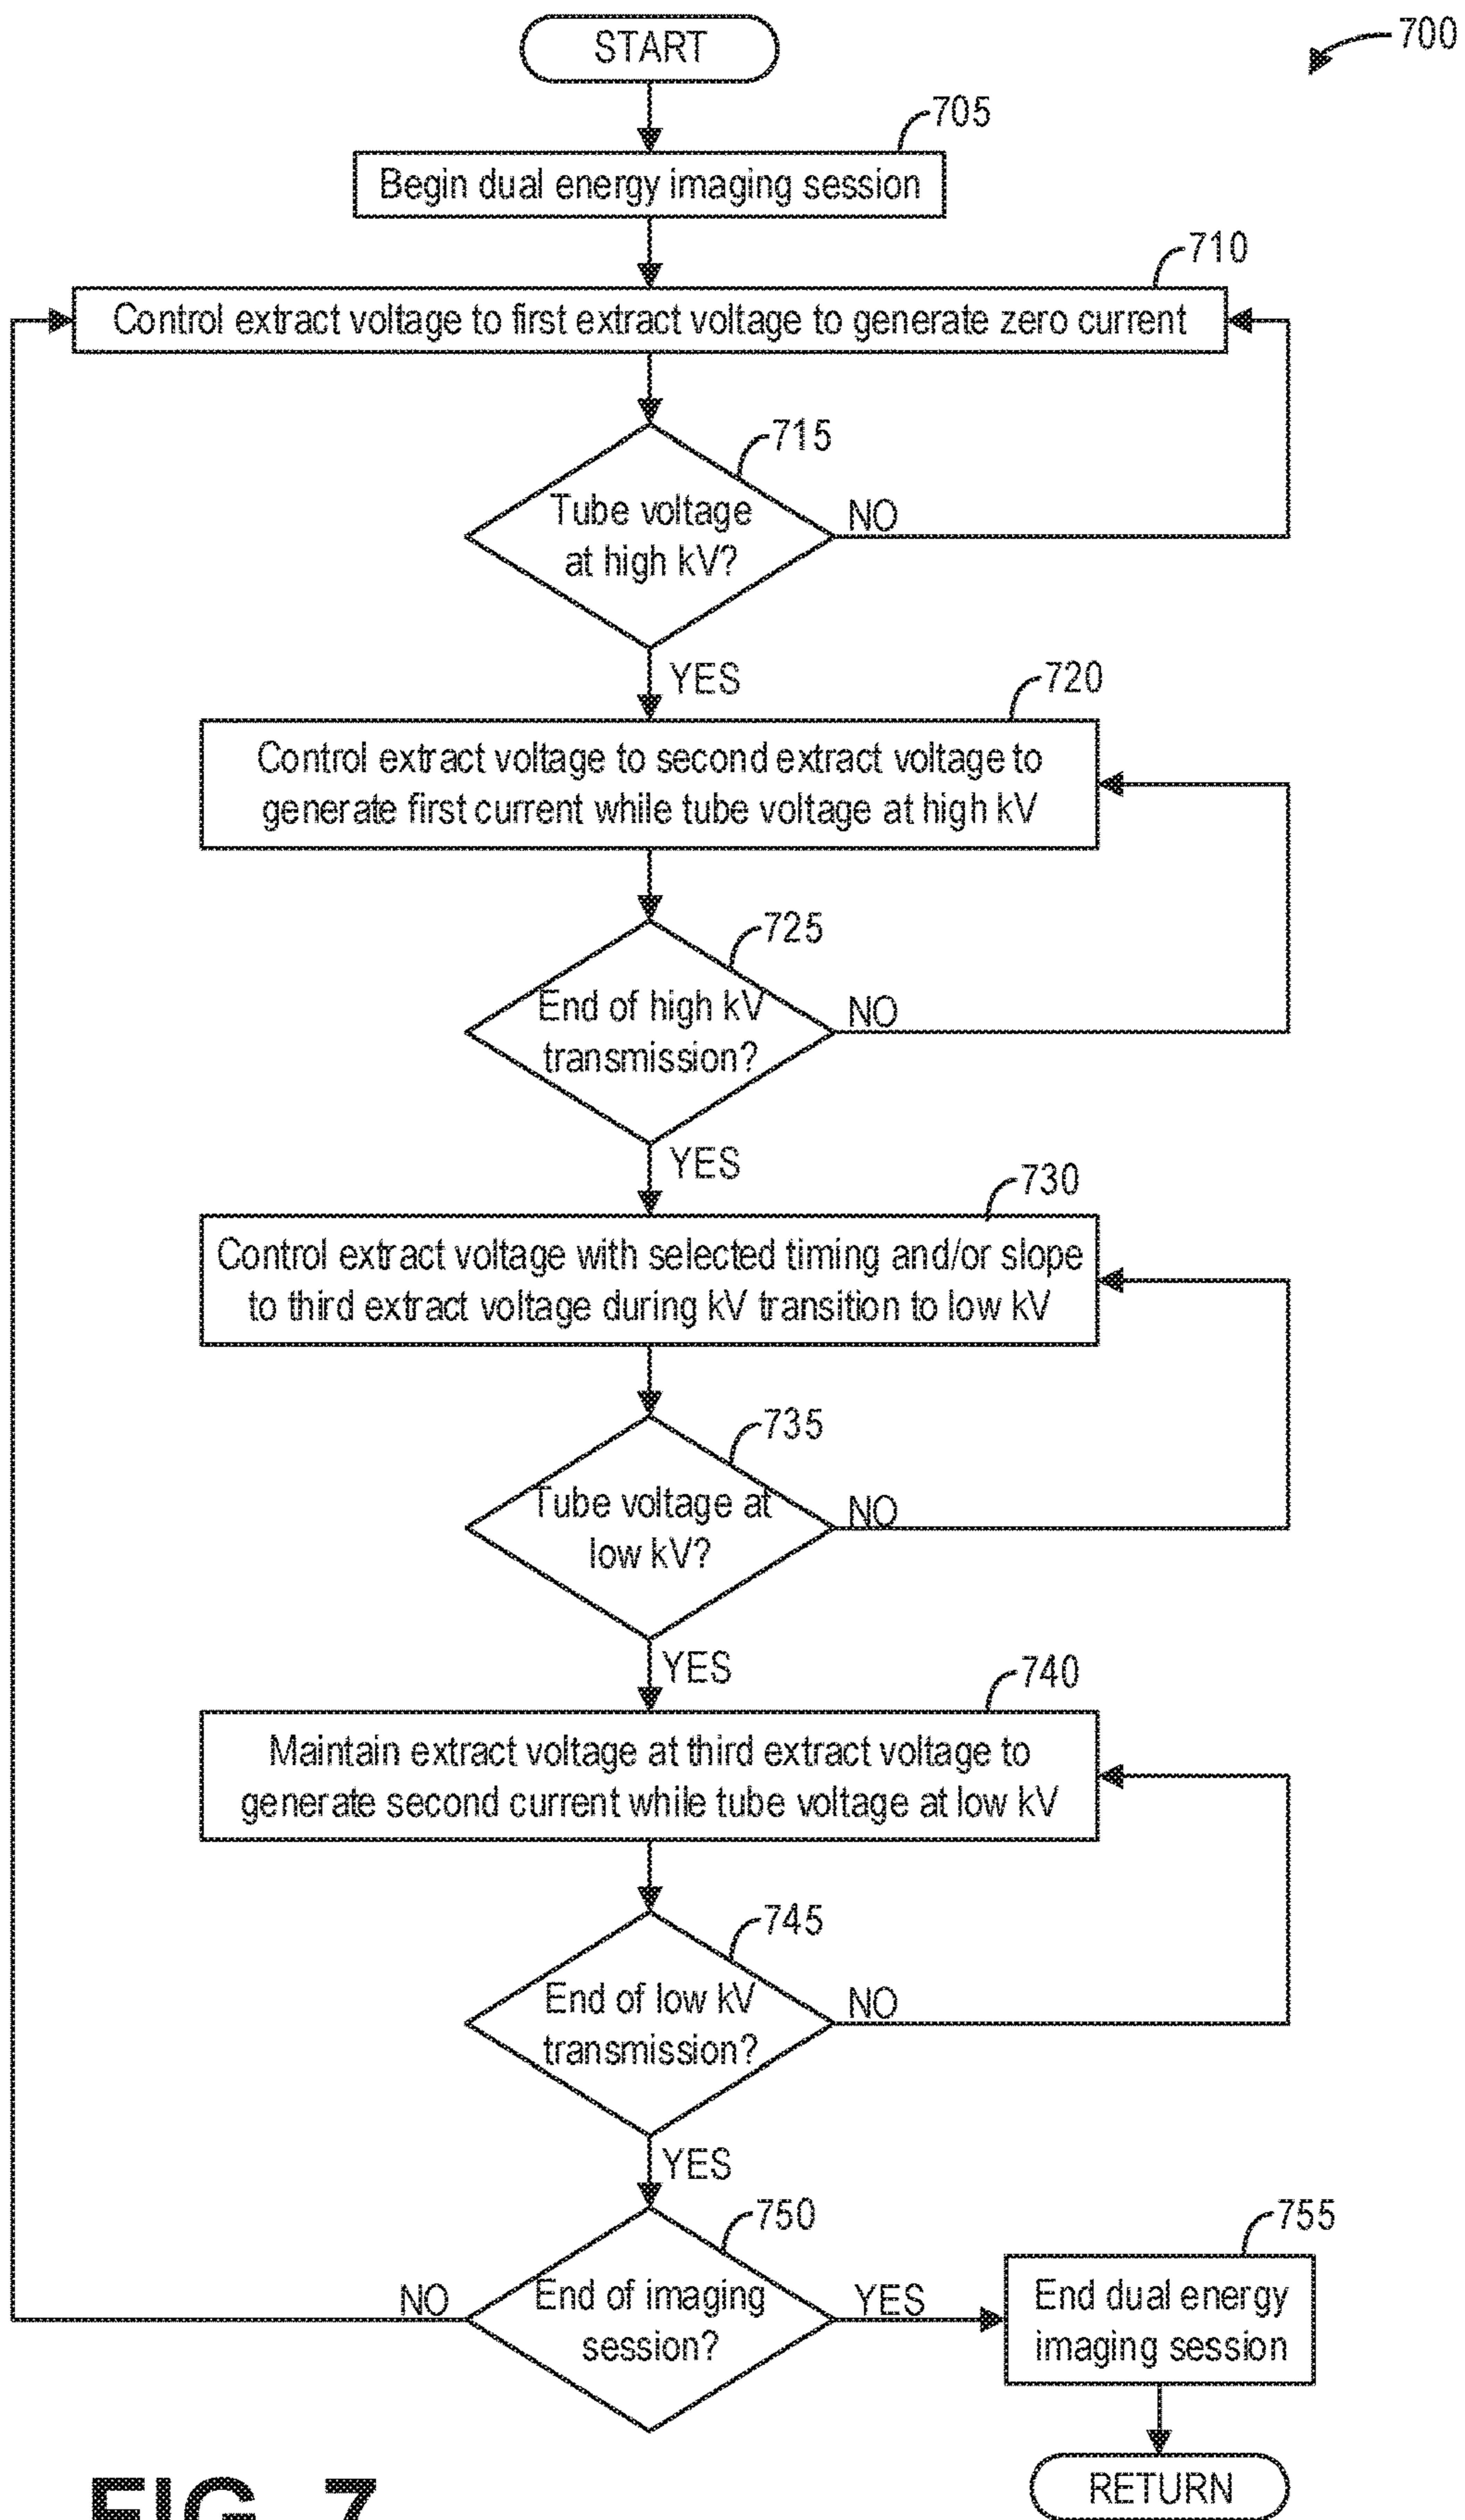 START
700
705
Begin dual energy imaging session
710
Control extract voltage to first extract voltage to generate zero current
715
Tube voltage
at high kV?
NO
YES
720
Control extract voltage to second extract voltage to
generate first current while tube voltage at high kV
725
End of high kV
transmission?
NO
YES
730
Control extract voltage with selected timing and/or slope
to third extract voltage during kV transition to low kV
735
Tube voltage at
low kV?
NO
YES
740
Maintain extract voltage at third extract voltage to
generate second current while tube voltage at low kV
745
End of low kV
transmission?
NO
YES
750
755
NO
End of imaging
session?
YES
End dual energy
imaging session
RETURN
FIG. 7